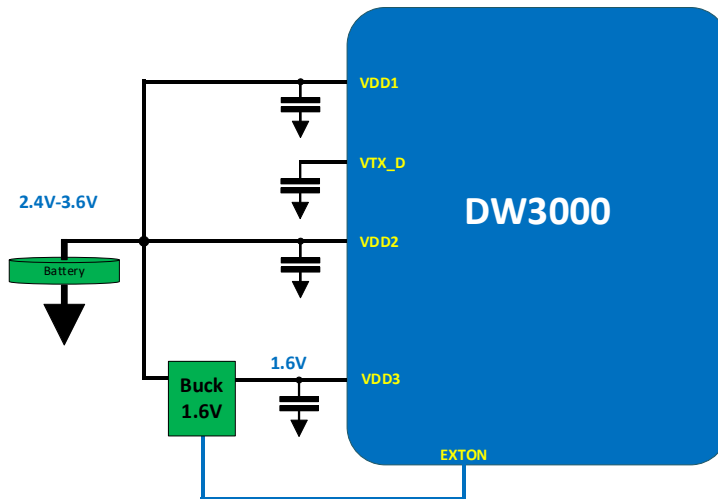 VDD1
VTX_D
2.4V-3.6V
DW3000
VDD2
Battery
1.6V
VDD3
Buck
1.6V
EXTON